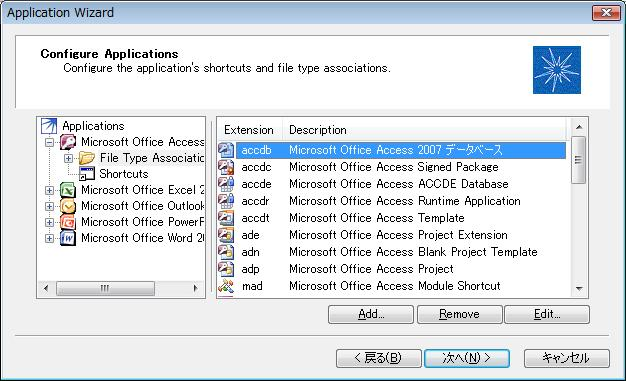 Application Wizard
Configure Applications
Configure the application's shortcuts and file type associations.
Applications
Microsoft Office Access
File Type Associatio
Shortcuts
Microsoft Office Excel 2
Microsoft Office Outlook
Microsoft Office PowerF
Microsoft Office Word 20
Extension Description
accdb Microsoft Office Access 2007 データベース
accdc Microsoft Office Access Signed Package
accde Microsoft Office Access ACCDE Database
accdr Microsoft Office Access Runtime Application
accdt Microsoft Office Access Template
ade Microsoft Office Access Project Extension
adn Microsoft Office Access Blank Project Template
adp Microsoft Office Access Project
mad Microsoft Office Access Module Shortcut
Add... Remove Edit...
< 戻る(B) 次へ(N) > キャンセル